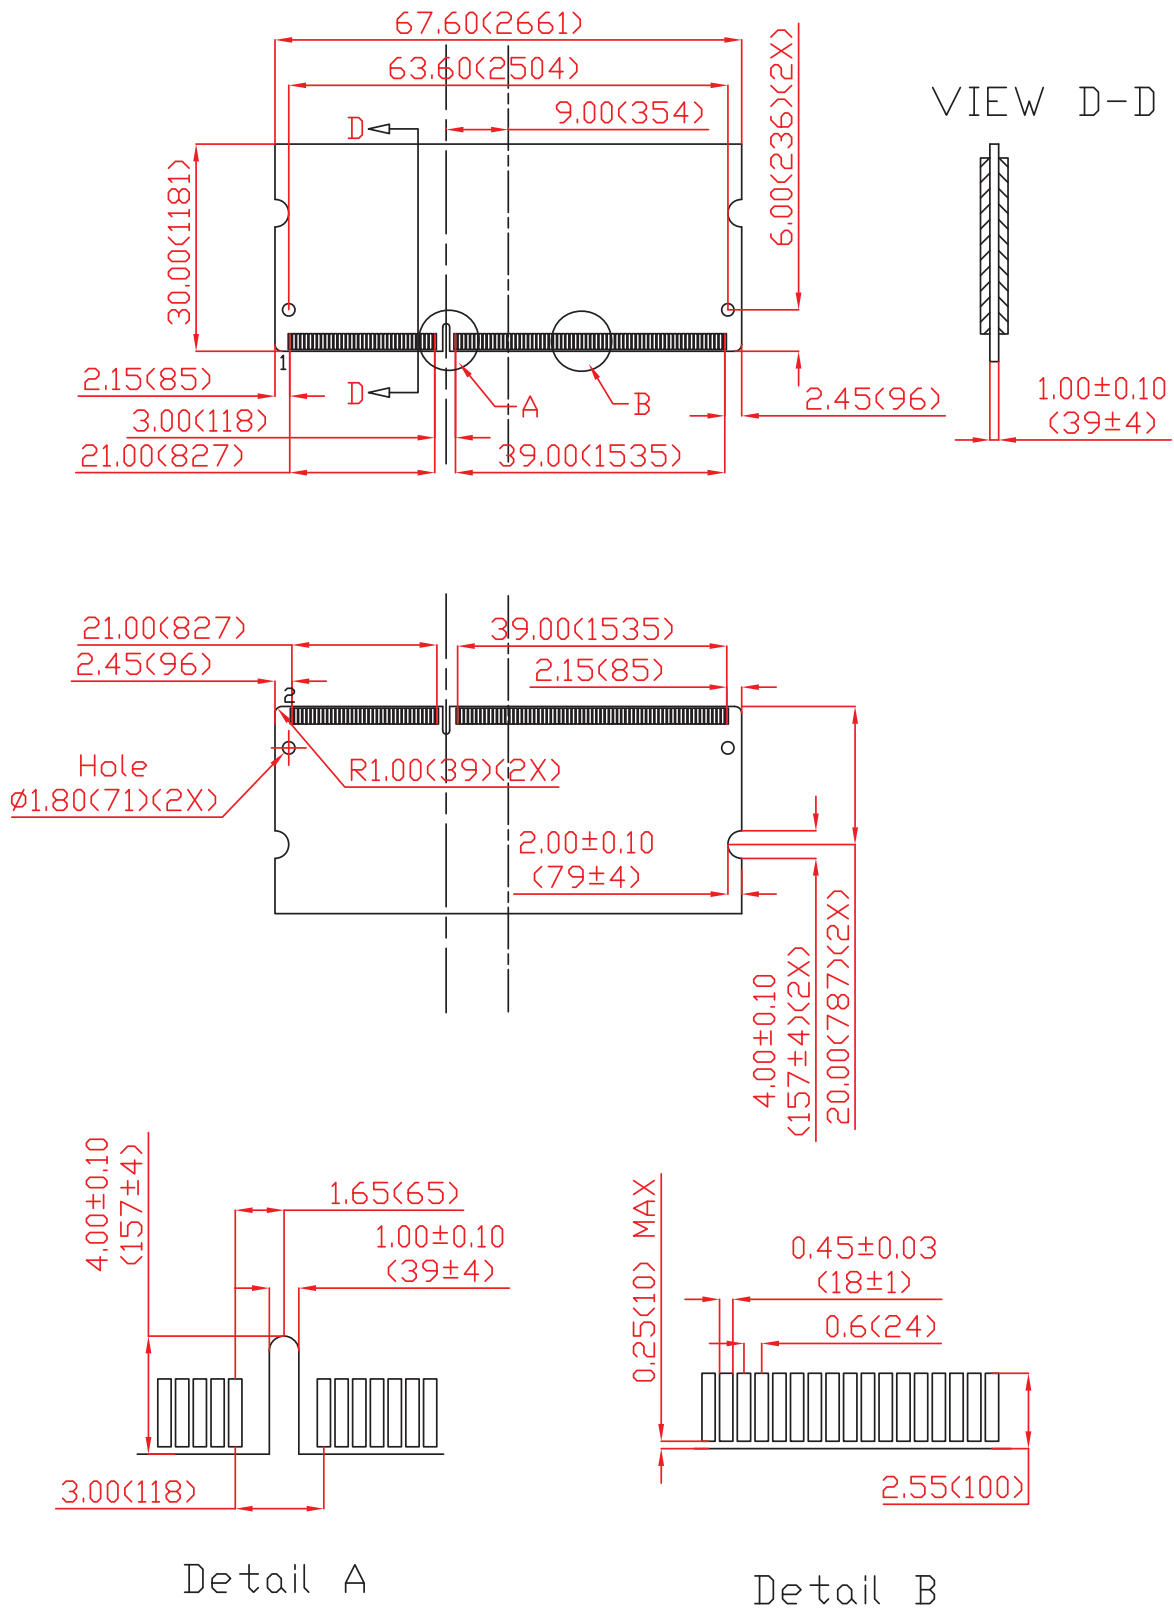 67.60(2661)
63.60(2504)
9.00(354)
6.00(236)(2X)
VIEW D-D
D
30.00(1181)
1
2.15(85)
D
A
B
2.45(96)
1.00±0.10
(39±4)
3.00(118)
21.00(827)
39.00(1535)
21.00(827)
39.00(1535)
2.45(96)
2.15(85)
2
Hole
Ø1.80(71)(2X)
R1.00(39)(2X)
2.00±0.10
(79±4)
4.00±0.10
(157±4)(2X)
20.00(787)(2X)
4.00±0.10
(157±4)
1.65(65)
1.00±0.10
(39±4)
0.25(10) MAX
0.45±0.03
(18±1)
0.6(24)
3.00(118)
2.55(100)
Detail A
Detail B